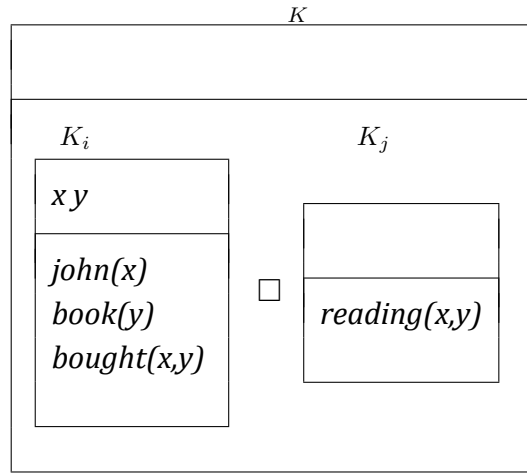 K
K_i K_j
x y
john(x)
book(y)
bought(x,y)
□
reading(x,y)